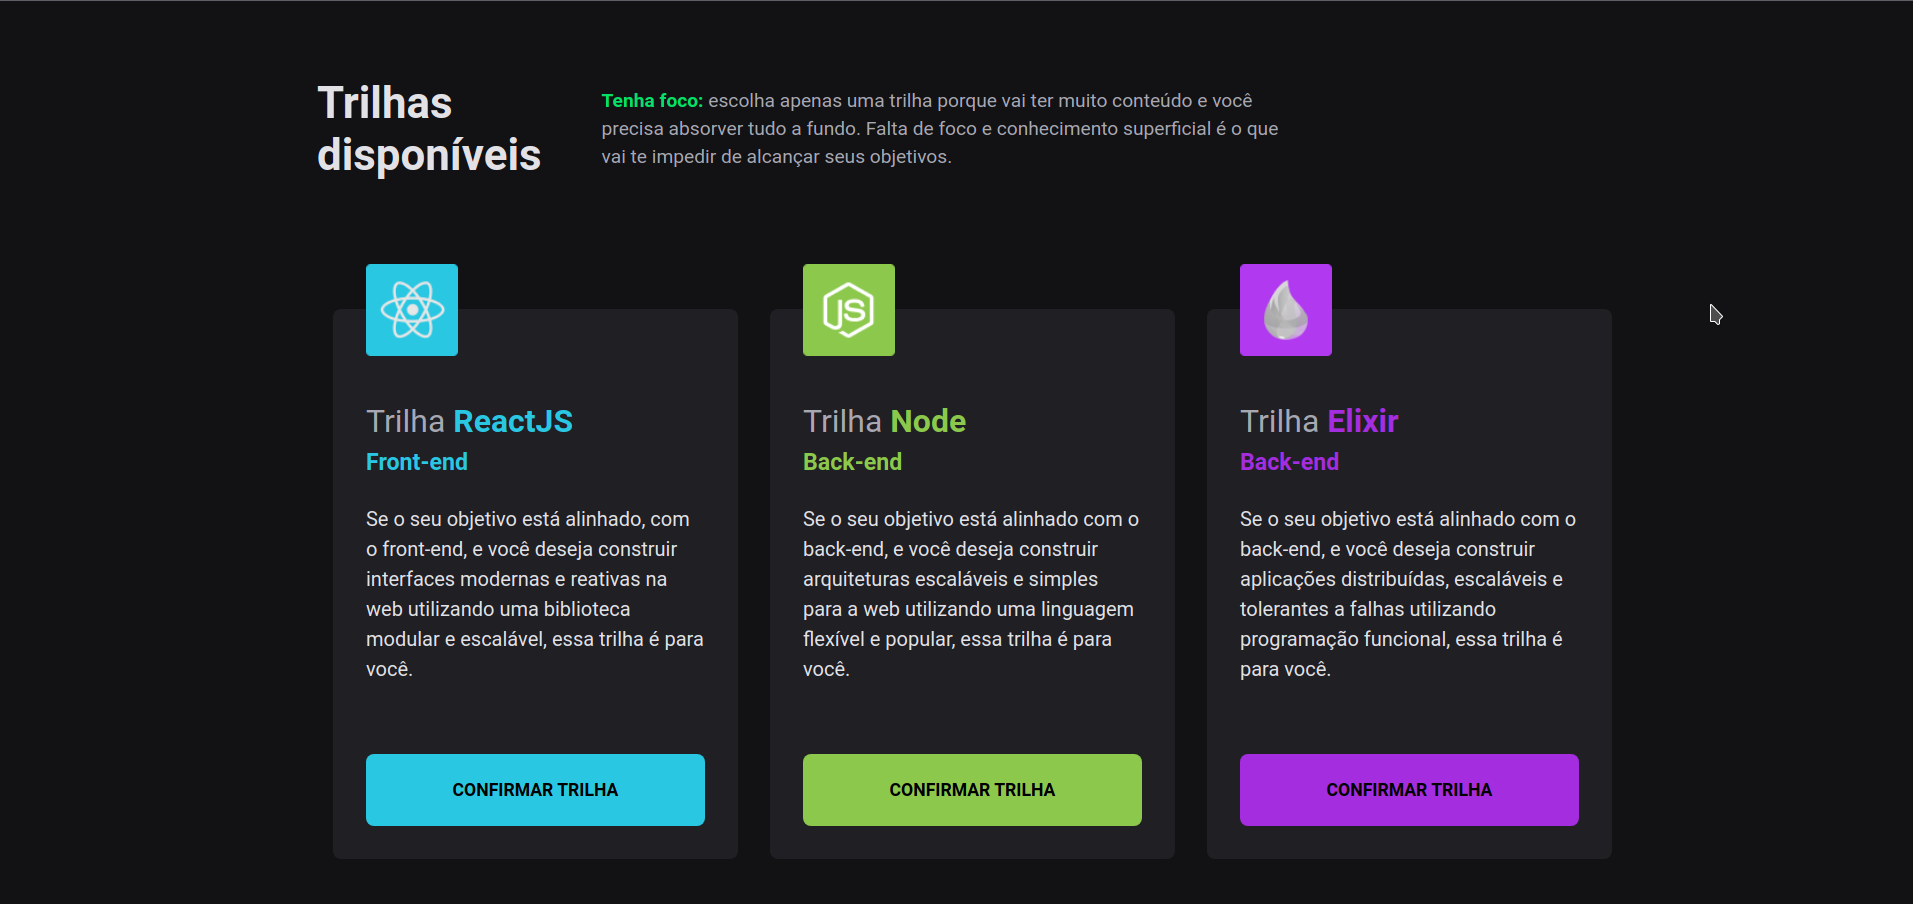 Trilhas
disponíveis
Tenha foco: escolha apenas uma trilha porque vai ter muito conteúdo e você
precisa absorver tudo a fundo. Falta de foco e conhecimento superficial é o que
vai te impedir de alcançar seus objetivos.
Trilha ReactJS
Front-end
Se o seu objetivo está alinhado, com
o front-end, e você deseja construir
interfaces modernas e reativas na
web utilizando uma biblioteca
modular e escalável, essa trilha é para
você.
CONFIRMAR TRILHA
JS
Trilha Node
Back-end
Se o seu objetivo está alinhado com o
back-end, e você deseja construir
arquiteturas escaláveis e simples
para a web utilizando uma linguagem
flexível e popular, essa trilha é para
você.
CONFIRMAR TRILHA
Trilha Elixir
Back-end
Se o seu objetivo está alinhado com o
back-end, e você deseja construir
aplicações distribuídas, escaláveis e
tolerantes a falhas utilizando
programação funcional, essa trilha é
para você.
CONFIRMAR TRILHA